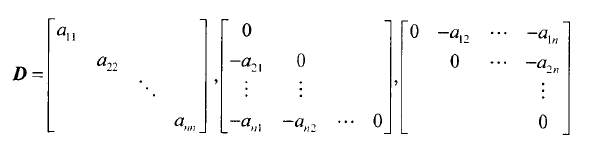 D = [ a₁₁ a₂₂ ⋱ aₙₙ ] , [ 0 −a₂₁ 0 ⋮ ⋮ −aₙ₁ −aₙ₂ ⋯ 0 ] , [ 0 −a₁₂ ⋯ −a₁ₙ 0 ⋯ −a₂ₙ ⋮ 0 ]